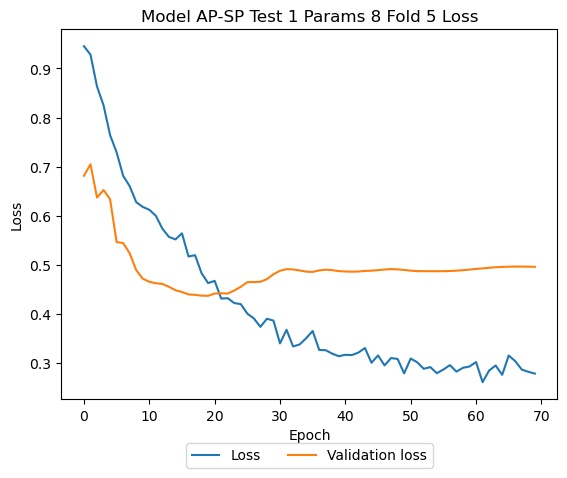 Model AP-SP Test 1 Params 8 Fold 5 Loss
Loss
0.9
0.8
0.7
0.6
0.5
0.4
0.3
0 10 20 30 40 50 60 70
Epoch
Loss Validation loss